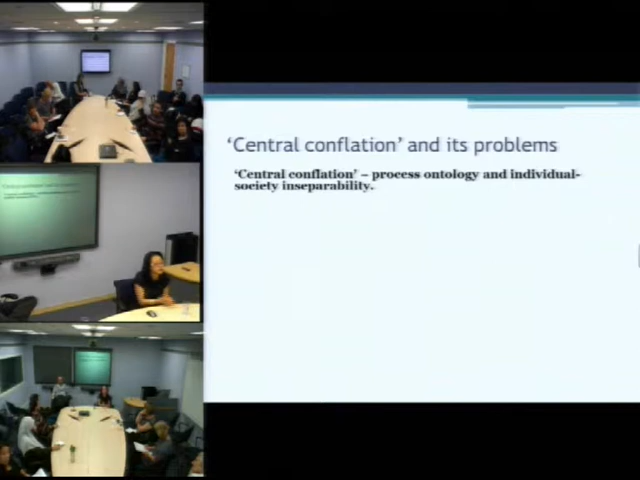 ‘Central conflation’ and its problems
‘Central conflation’ – process ontology and individual-
society inseparability.